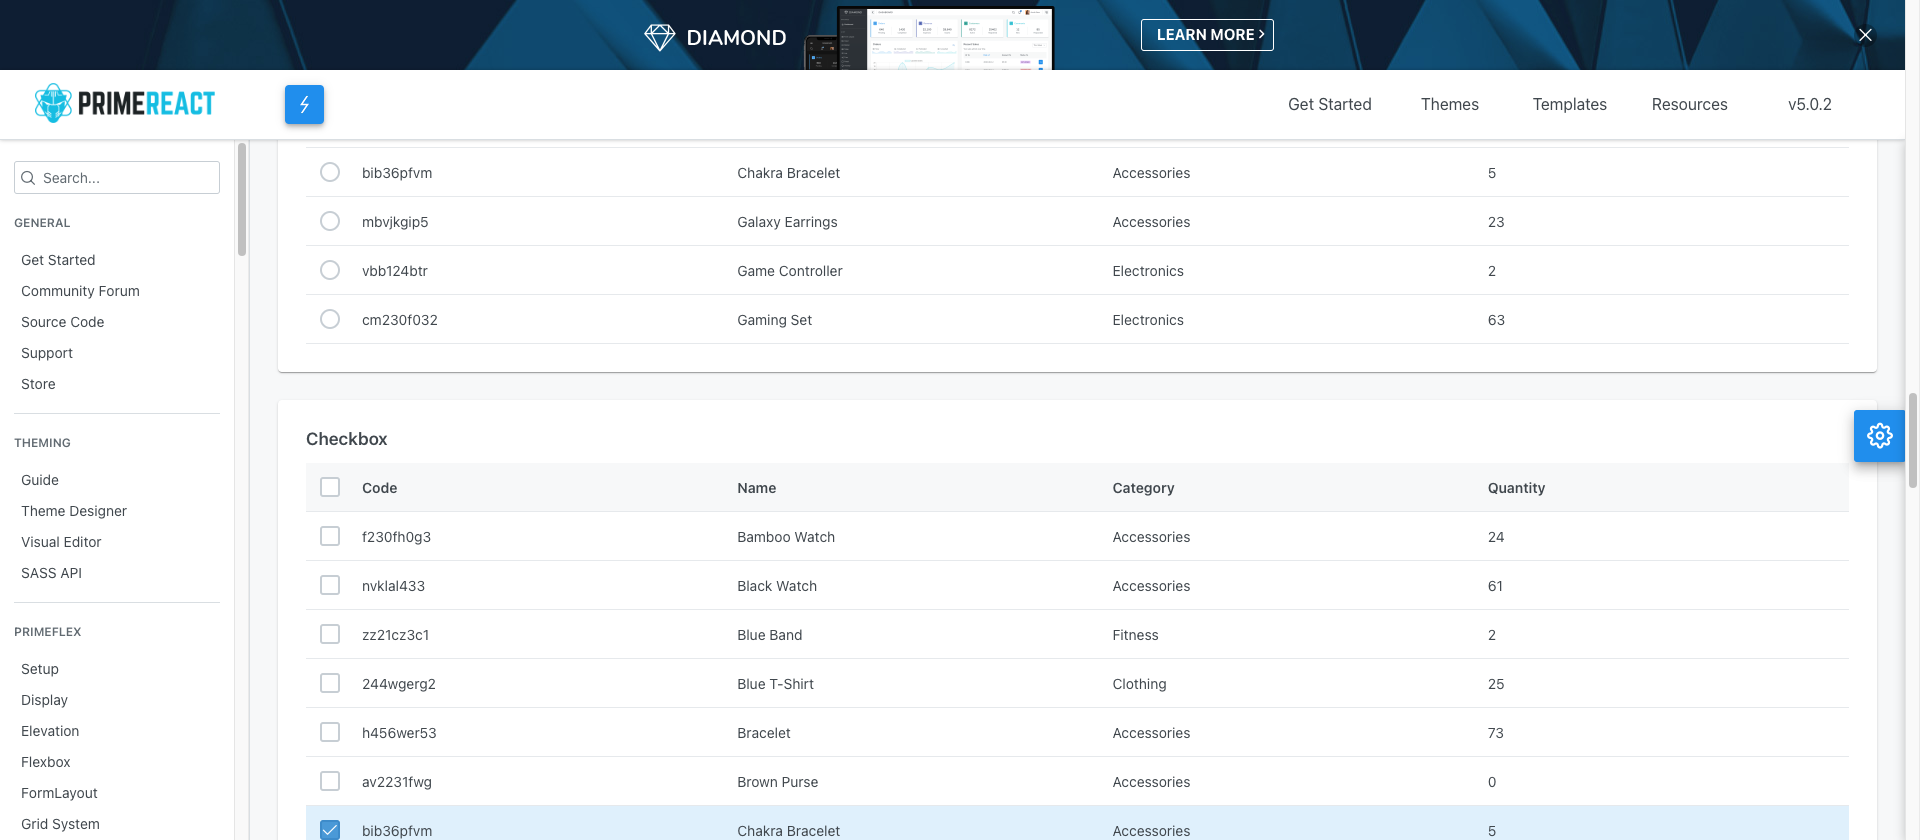 DIAMOND
LEARN MORE
PRIMEREACT
Get Started Themes Templates Resources v5.0.2
Search...
GENERAL
Get Started
Community Forum
Source Code
Support
Store
THEMING
Guide
Theme Designer
Visual Editor
SASS API
PRIMEFLEX
Setup
Display
Elevation
Flexbox
FormLayout
Grid System
bib36pfvm Chakra Bracelet Accessories 5
mbvjkgip5 Galaxy Earrings Accessories 23
vbb124btr Game Controller Electronics 2
cm230f032 Gaming Set Electronics 63
Checkbox
Code Name Category Quantity
f230fh0g3 Bamboo Watch Accessories 24
nvklal433 Black Watch Accessories 61
zz21cz3c1 Blue Band Fitness 2
244wgerg2 Blue T-Shirt Clothing 25
h456wer53 Bracelet Accessories 73
av2231fwg Brown Purse Accessories 0
bib36pfvm Chakra Bracelet Accessories 5